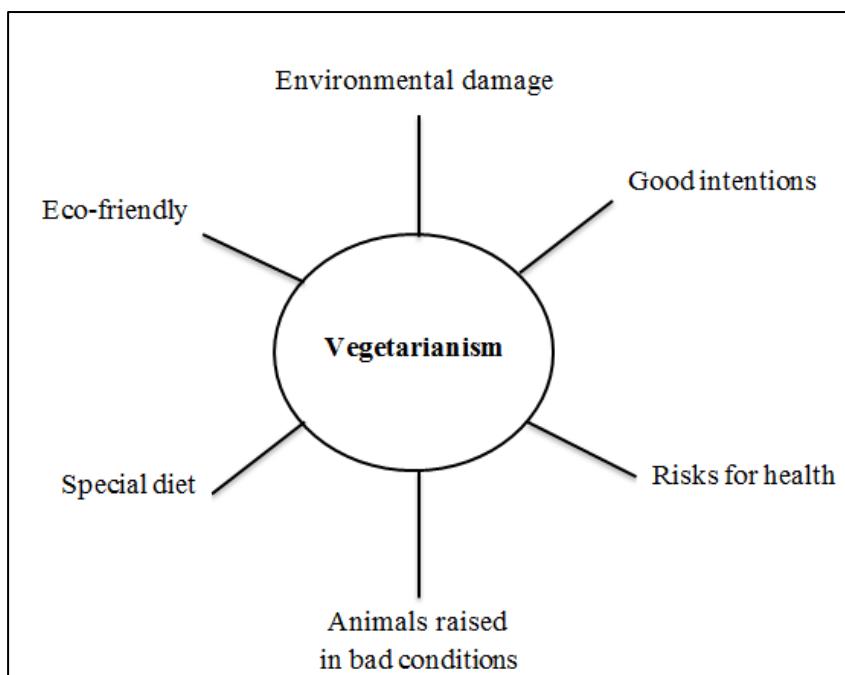 Environmental damage
Good intentions
Eco-friendly
Vegetarianism
Risks for health
Special diet
Animals raised
in bad conditions